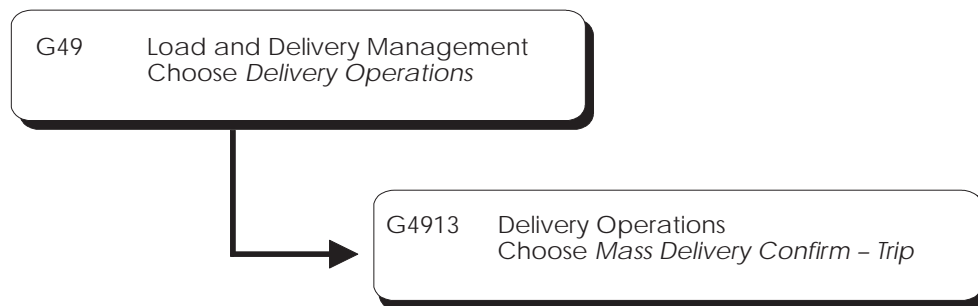 G49 Load and Delivery Management
Choose Delivery Operations
G4913 Delivery Operations
Choose Mass Delivery Confirm – Trip